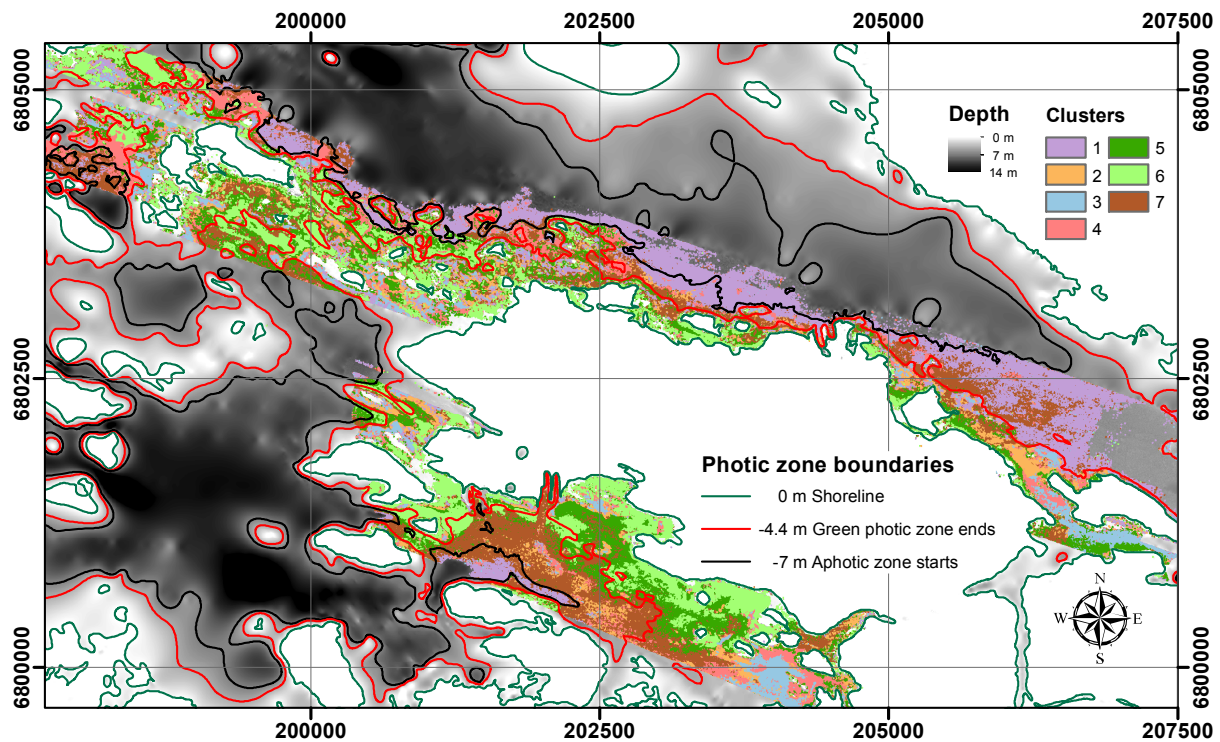 200000 202500 205000 207500
6805000 6805000
Depth Clusters
0 m
7 m
14 m
1 5
2 6
3 7
4
6802500 6802500
Photic zone boundaries
0 m Shoreline
-4.4 m Green photic zone ends
-7 m Aphotic zone starts
N
W E
S
6800000 6800000
200000 202500 205000 207500